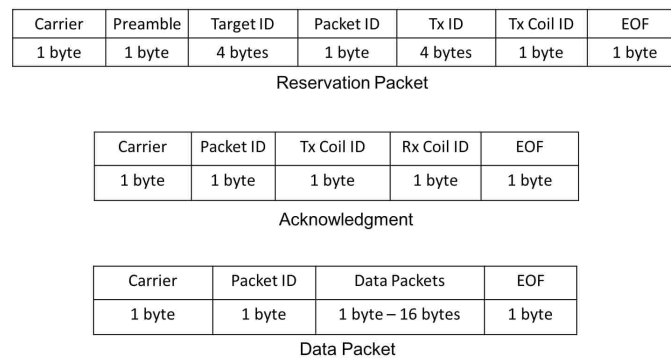 Carrier Preamble Target ID Packet ID Tx ID Tx Coil ID EOF
1 byte 1 byte 4 bytes 1 byte 4 bytes 1 byte 1 byte
Reservation Packet
Carrier Packet ID Tx Coil ID Rx Coil ID EOF
1 byte 1 byte 1 byte 1 byte 1 byte
Acknowledgment
Carrier Packet ID Data Packets EOF
1 byte 1 byte 1 byte – 16 bytes 1 byte
Data Packet